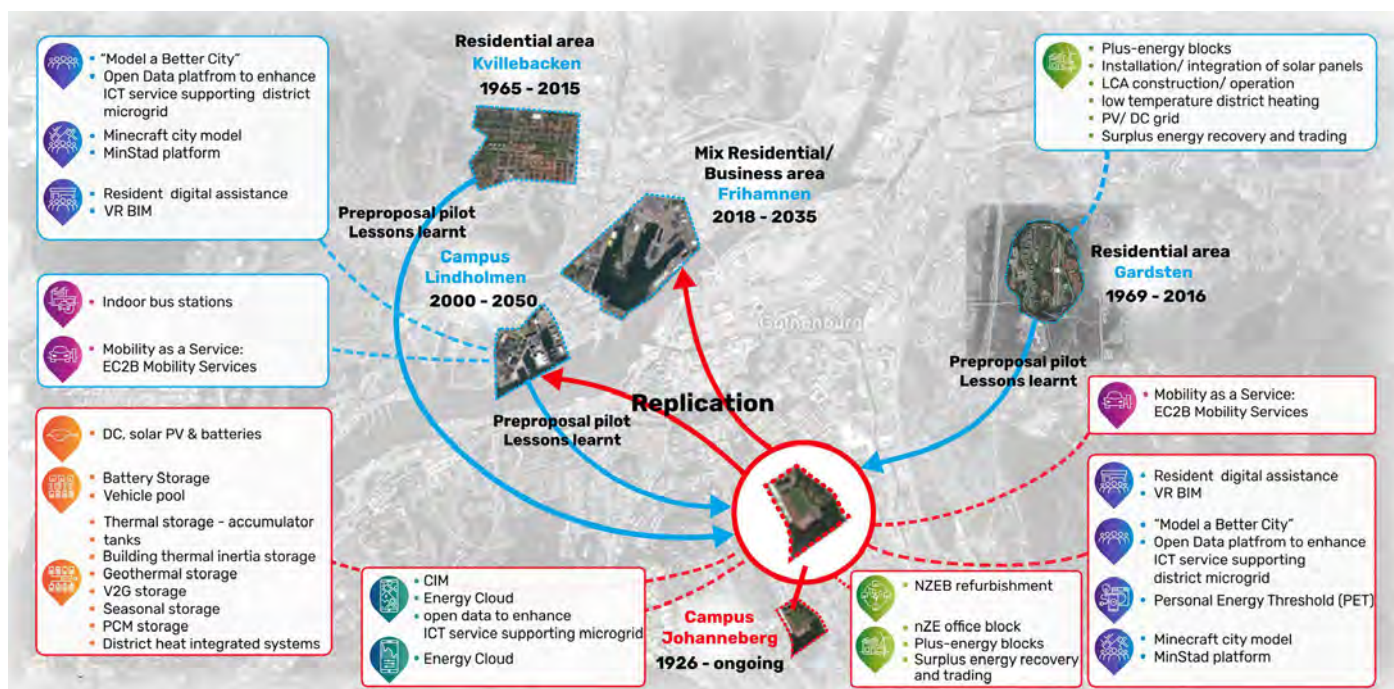 “Model a Better City”
Open Data platfrom to enhance
ICT service supporting district
microgrid
Minecraft city model
MinStad platform
Resident digital assistance
VR BIM
Indoor bus stations
Mobility as a Service:
EC2B Mobility Services
DC, solar PV & batteries
Battery Storage
Vehicle pool
Thermal storage - accumulator
tanks
Building thermal inertia storage
Geothermal storage
V2G storage
Seasonal storage
PCM storage
District heat integrated systems
Residential area
Kvillebacken
1965 - 2015
Preproposal pilot
Lessons learnt
Campus
Lindholmen
2000 - 2050
Mix Residential/
Business area
Frihamnen
2018 - 2035
Gothenburg
Preproposal pilot
Lessons learnt
Replication
Plus-energy blocks
Installation/ integration of solar panels
LCA construction/ operation
low temperature district heating
PV/ DC grid
Surplus energy recovery and trading
Residential area
Gardsten
1969 - 2016
Preproposal pilot
Lessons learnt
Mobility as a Service:
EC2B Mobility Services
Resident digital assistance
VR BIM
“Model a Better City”
Open Data platfrom to enhance
ICT service supporting
district microgrid
Personal Energy Threshold (PET)
Minecraft city model
MinStad platform
CIM
Energy Cloud
open data to enhance
ICT service supporting microgrid
Energy Cloud
Campus
Johanneberg
1926 - ongoing
NZEB refurbishment
nZE office block
Plus-energy blocks
Surplus energy recovery
and trading